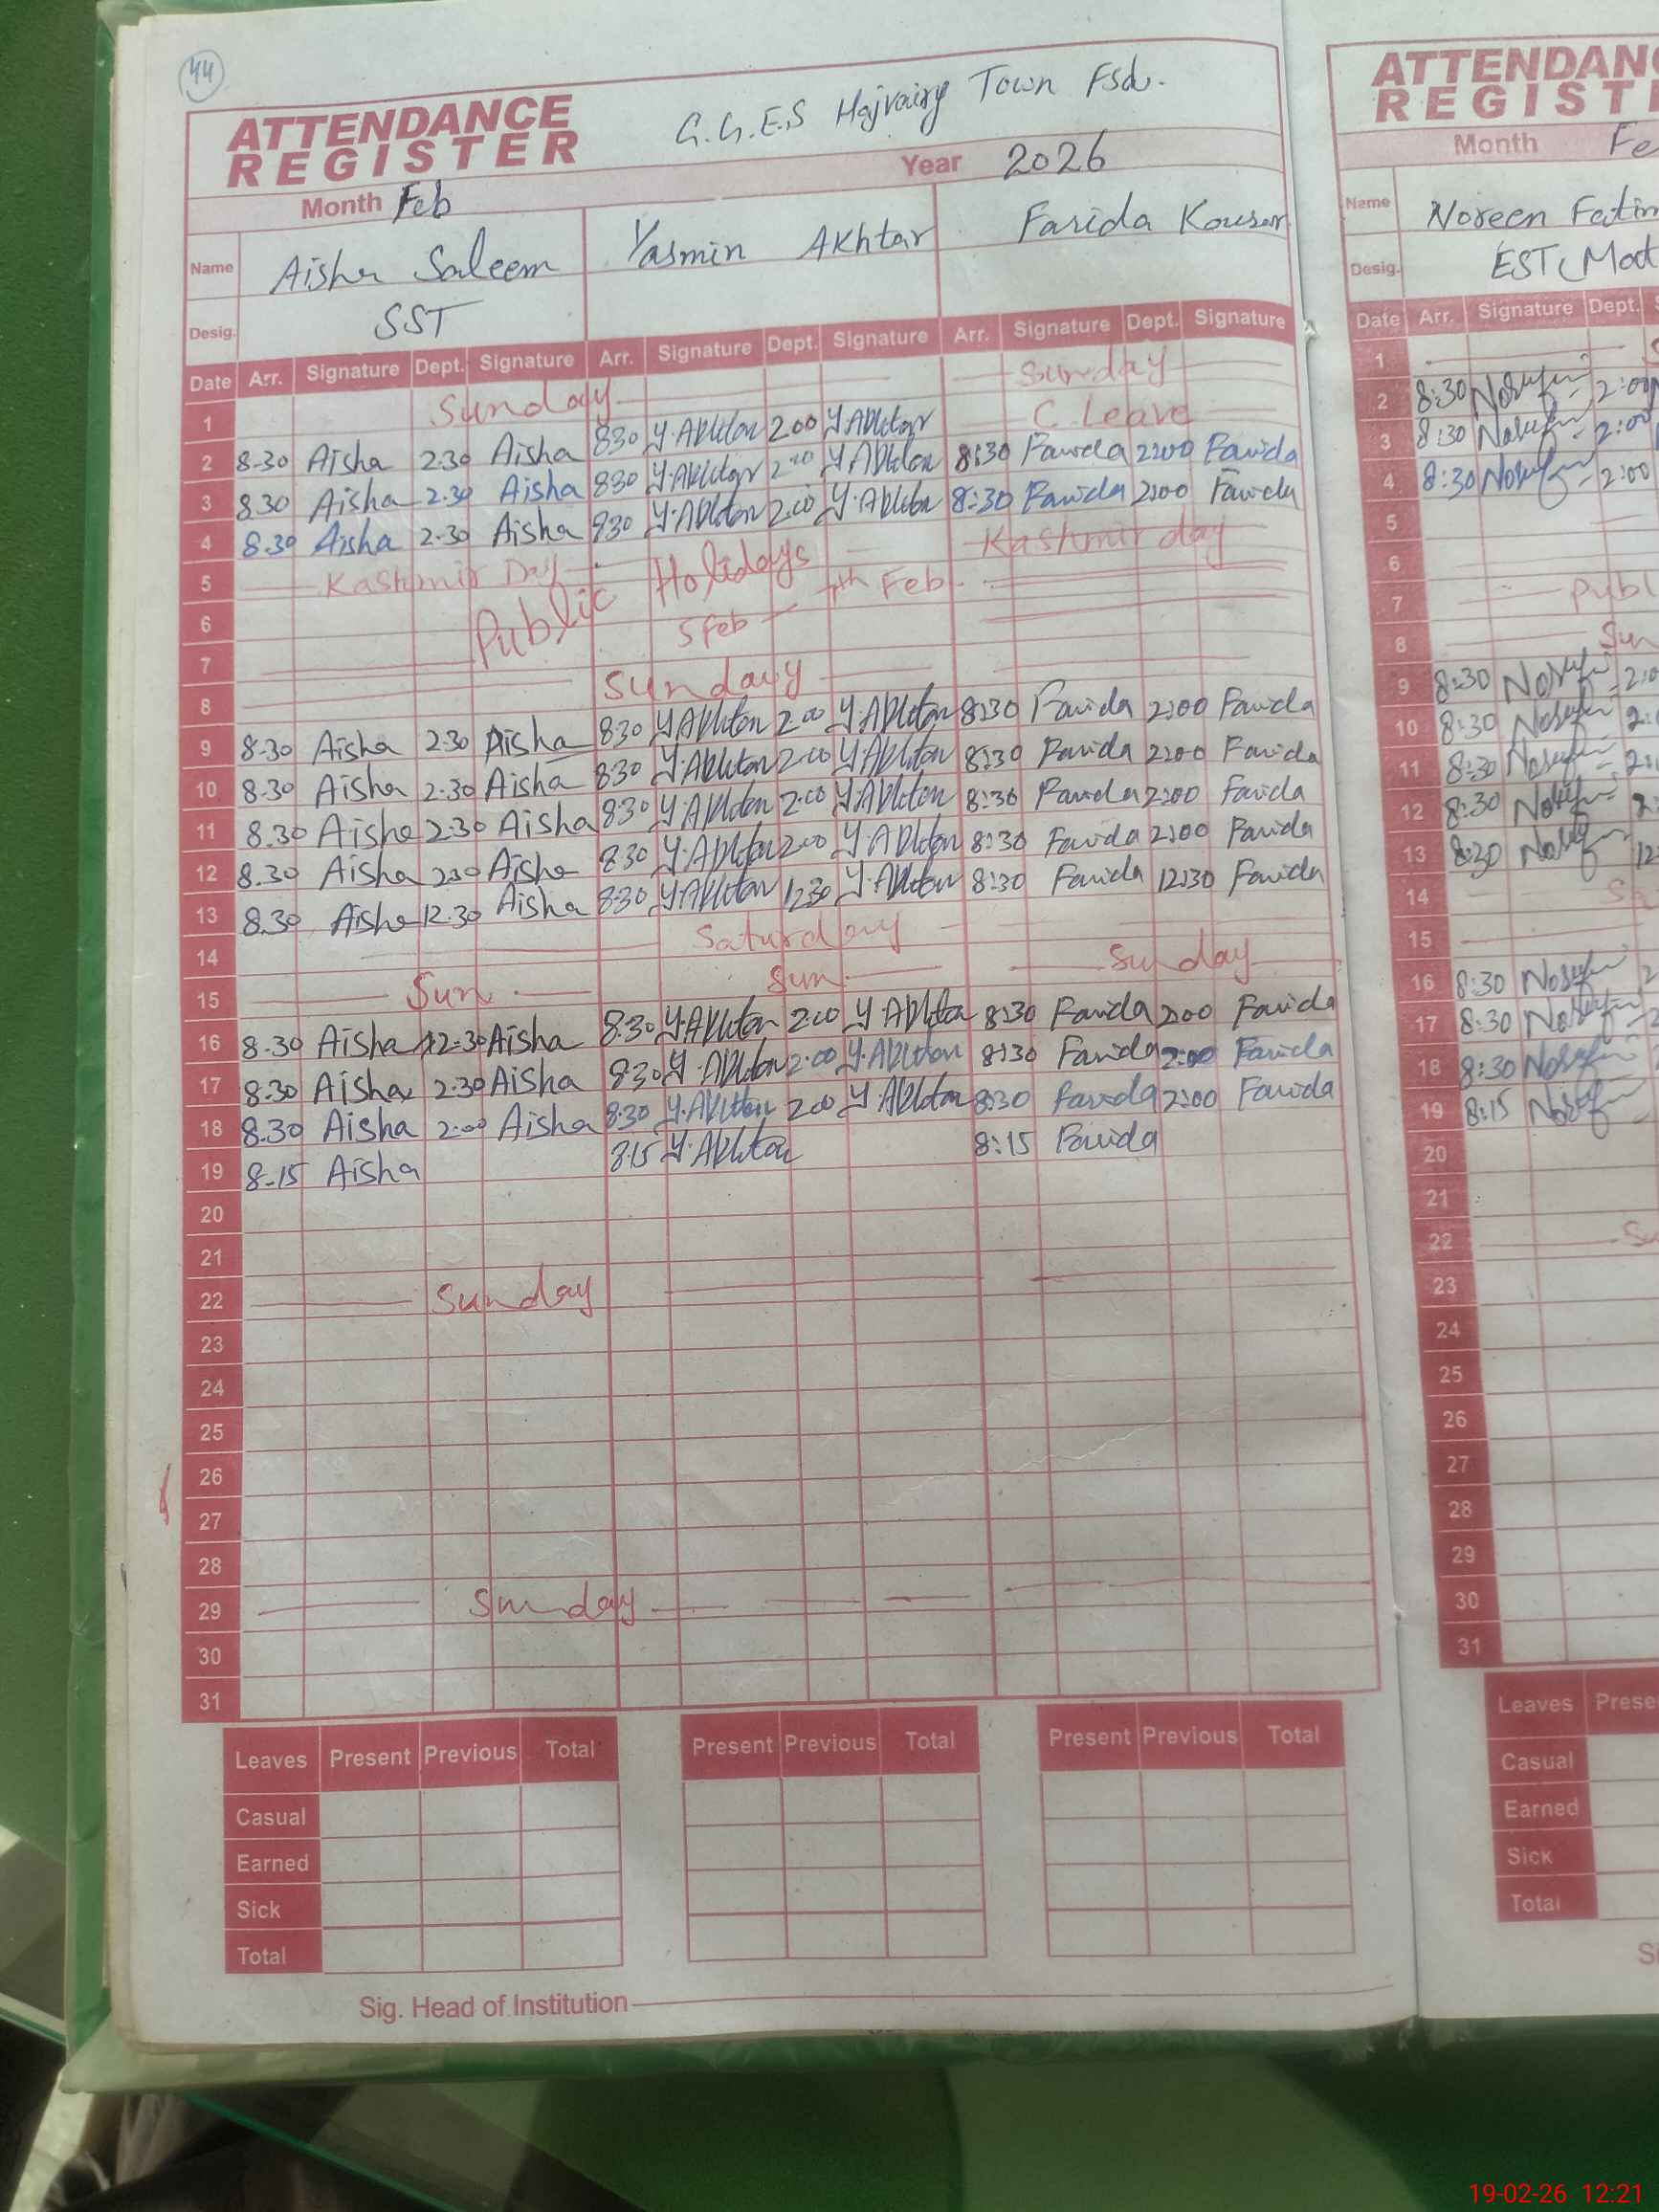 44
ATTENDANCE REGISTER
G.G.E.S Hajvairy Town Fsd.
Month Feb Year 2026
Name Aisha Saleem Yasmin Akhtar Farida Kousar
Desig. SST
Date Arr. Signature Dept. Signature Arr. Signature Dept. Signature Arr. Signature Dept. Signature
1 Sunday Sunday
2 8.30 Aisha 2.30 Aisha 830 Y.Akhtar 2.00 Y.Akhtar C. Leave
3 8.30 Aisha 2.30 Aisha 830 Y.Akhtar 2.00 Y.Akhtar 8:30 Farida 2:00 Farida
4 8.30 Aisha 2.30 Aisha 830 Y.Akhtar 2.00 Y.Akhtar 8:30 Farida 2:00 Farida
5 Kashmir Day Kashmir day
6 Public Holidays 5 Feb 7th Feb
7
8 Sunday
9 8.30 Aisha 2.30 Aisha 8.30 Y.Akhtar 2.00 Y.Akhtar 8:30 Farida 2:00 Farida
10 8.30 Aisha 2.30 Aisha 8.30 Y.Akhtar 2.00 Y.Akhtar 8:30 Farida 2:00 Farida
11 8.30 Aisha 2.30 Aisha 8.30 Y.Akhtar 2.00 Y.Akhtar 8:30 Farida 2:00 Farida
12 8.30 Aisha Aisha 8.30 Y.Akhtar 2.00 Y.Akhtar 8:30 Farida 2:00 Farida
13 8.30 Aisha 12.30 Aisha 8.30 Y.Akhtar 1230 Y.Akhtar 8:30 Farida 12:30 Farida
14 Saturday
15 Sun Sun Sunday
16 8.30 Aisha 2.30 Aisha 8.30 Y.Akhtar 2.00 Y Akhtar 8:30 Farida 2:00 Farida
17 8.30 Aisha 2.30 Aisha 8.30 Y.Akhtar 2.00 Y.Akhtar 8:30 Farida 2:00 Farida
18 8.30 Aisha 2.00 Aisha 8.30 Y.Akhtar 2.00 Y.Akhtar 8:30 Farida 2:00 Farida
19 8.15 Aisha 8.15 Y.Akhtar 8:15 Farida
20
21
22 Sunday
23
24
25
26
27
28
29 Sunday
30
31
Leaves Present Previous Total Present Previous Total Present Previous Total
Casual
Earned
Sick
Total
Sig. Head of Institution
Month
Name Noreen
Desig. EST
Date Arr. Signature Dept.
1
2 8:30 2:00
3 8:30 2:00
4 8:30 2:00
5
6
7
8
9 8:30
10 8:30
11 8:30
12 8:30
13 8:30
14
15
16 8:30
17 8:30
18 8:30
19 8:15
20
21
22
23
24
25
26
27
28
29
30
31
Leaves
Casual
Earned
Sick
Total
19-02-26 12:21